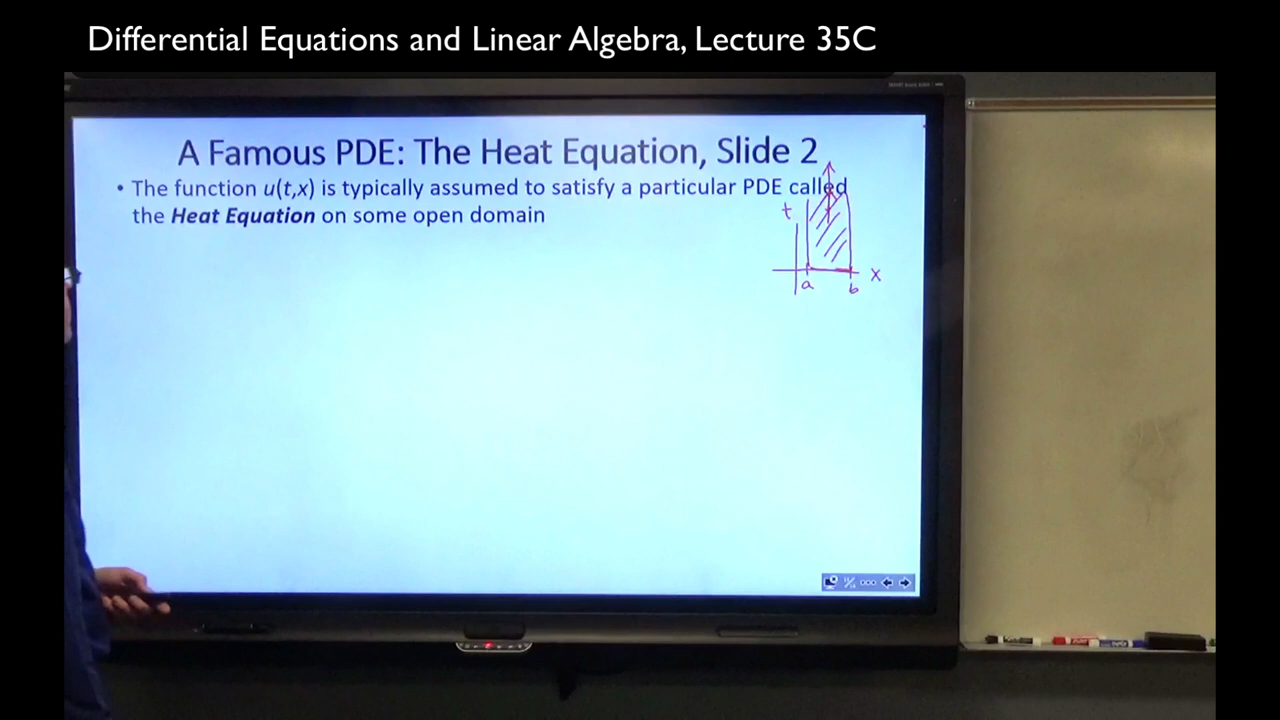 Differential Equations and Linear Algebra, Lecture 35C
A Famous PDE: The Heat Equation, Slide 2
• The function u(t,x) is typically assumed to satisfy a particular PDE called
the Heat Equation on some open domain
t
x
a
b